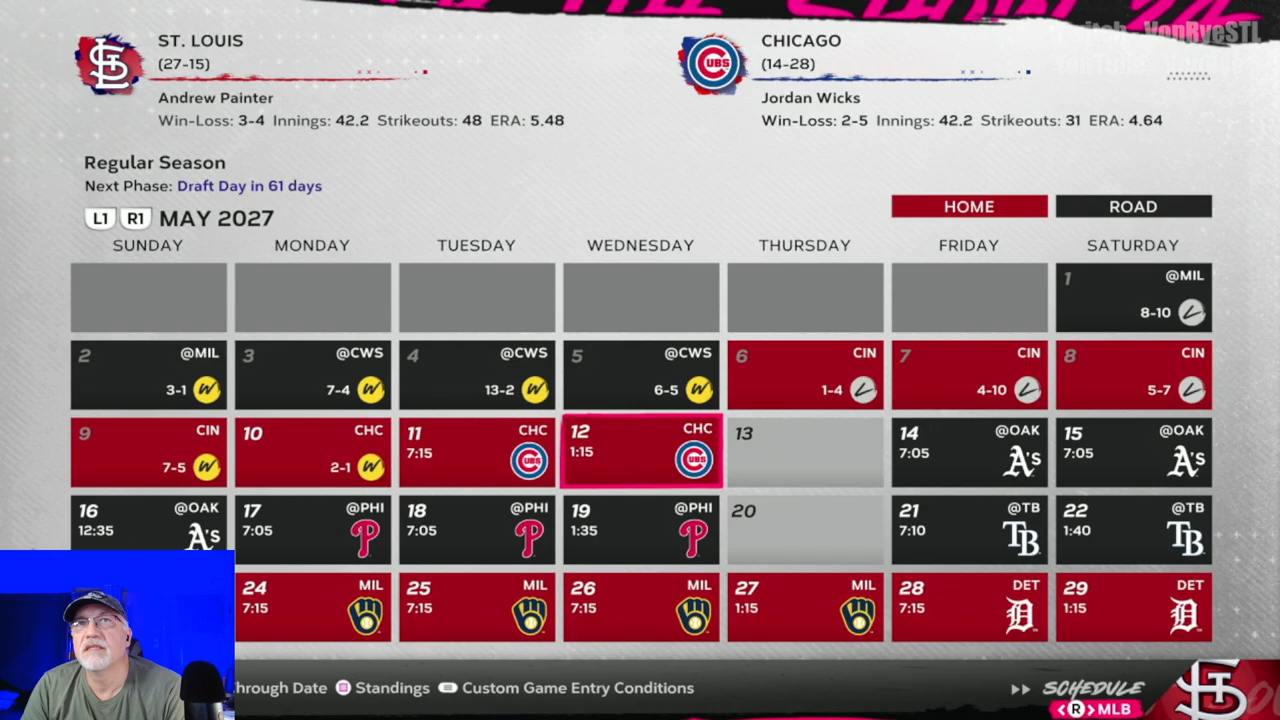 Twitch_VonRyeSTL
ST. LOUIS
(27-15)
Andrew Painter
Win-Loss: 3-4 Innings: 42.2 Strikeouts: 48 ERA: 5.48
CHICAGO
(14-28)
Jordan Wicks
Win-Loss: 2-5 Innings: 42.2 Strikeouts: 31 ERA: 4.64
CUBS
Regular Season
Next Phase: Draft Day in 61 days
L1 R1 MAY 2027
HOME ROAD
SUNDAY MONDAY TUESDAY WEDNESDAY THURSDAY FRIDAY SATURDAY
1 @MIL
8-10 L
2 @MIL 3 @CWS 4 @CWS 5 @CWS 6 CIN 7 CIN 8 CIN
3-1 W 7-4 W 13-2 W 6-5 W 1-4 L 4-10 L 5-7 L
9 CIN 10 CHC 11 CHC 12 CHC 13 14 @OAK 15 @OAK
7-5 W 2-1 W 7:15 CUBS 1:15 CUBS 7:05 A's 7:05 A's
16 @OAK 17 @PHI 18 @PHI 19 @PHI 20 21 @TB 22 @TB
12:35 A's 7:05 P 7:05 P 1:35 P 7:10 TB 1:40 TB
24 MIL 25 MIL 26 MIL 27 MIL 28 DET 29 DET
7:15 7:15 7:15 1:15 7:15 D 1:15 D
hrough Date Standings Custom Game Entry Conditions
SCHEDULE
R MLB